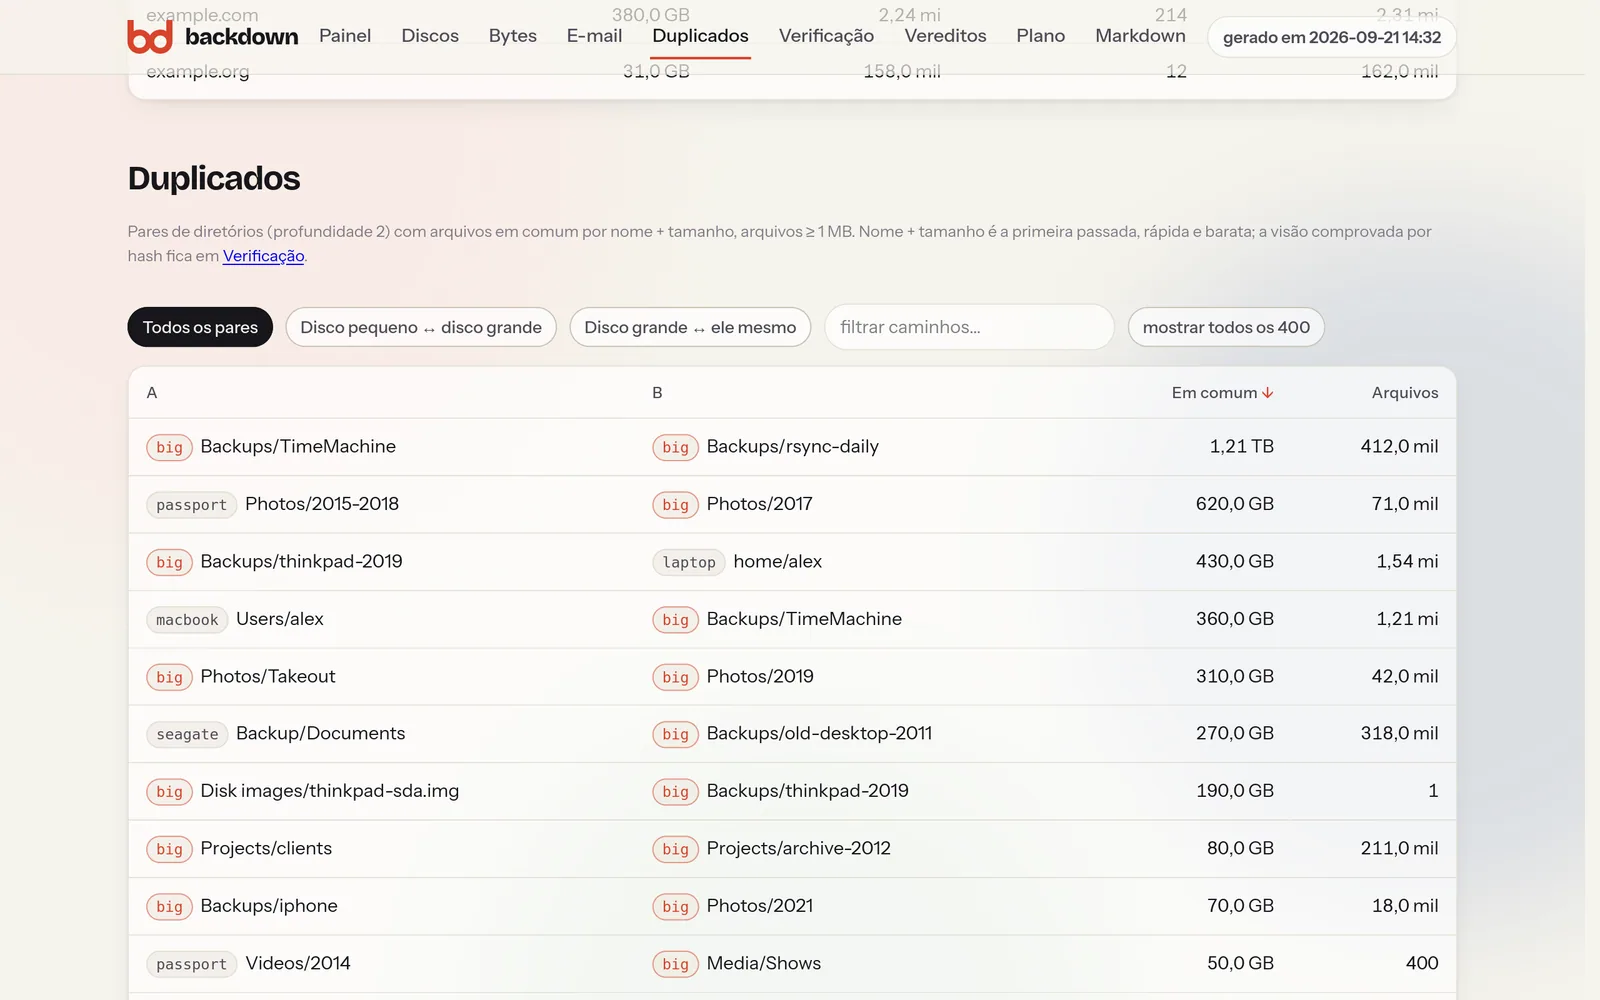 example.com 380,0 GB 2,24 mi 214 2,31 mi
bd backdown Painel Discos Bytes E-mail Duplicados Verificação Vereditos Plano Markdown gerado em 2026-09-21 14:32
example.org 31,0 GB 158,0 mil 12 162,0 mil
Duplicados
Pares de diretórios (profundidade 2) com arquivos em comum por nome + tamanho, arquivos ≥ 1 MB. Nome + tamanho é a primeira passada, rápida e barata; a visão comprovada por
hash fica em Verificação.
Todos os pares Disco pequeno ↔ disco grande Disco grande ↔ ele mesmo filtrar caminhos... mostrar todos os 400
A B Em comum ↓ Arquivos
big Backups/TimeMachine big Backups/rsync-daily 1,21 TB 412,0 mil
passport Photos/2015-2018 big Photos/2017 620,0 GB 71,0 mil
big Backups/thinkpad-2019 laptop home/alex 430,0 GB 1,54 mi
macbook Users/alex big Backups/TimeMachine 360,0 GB 1,21 mi
big Photos/Takeout big Photos/2019 310,0 GB 42,0 mil
seagate Backup/Documents big Backups/old-desktop-2011 270,0 GB 318,0 mil
big Disk images/thinkpad-sda.img big Backups/thinkpad-2019 190,0 GB 1
big Projects/clients big Projects/archive-2012 80,0 GB 211,0 mil
big Backups/iphone big Photos/2021 70,0 GB 18,0 mil
passport Videos/2014 big Media/Shows 50,0 GB 400